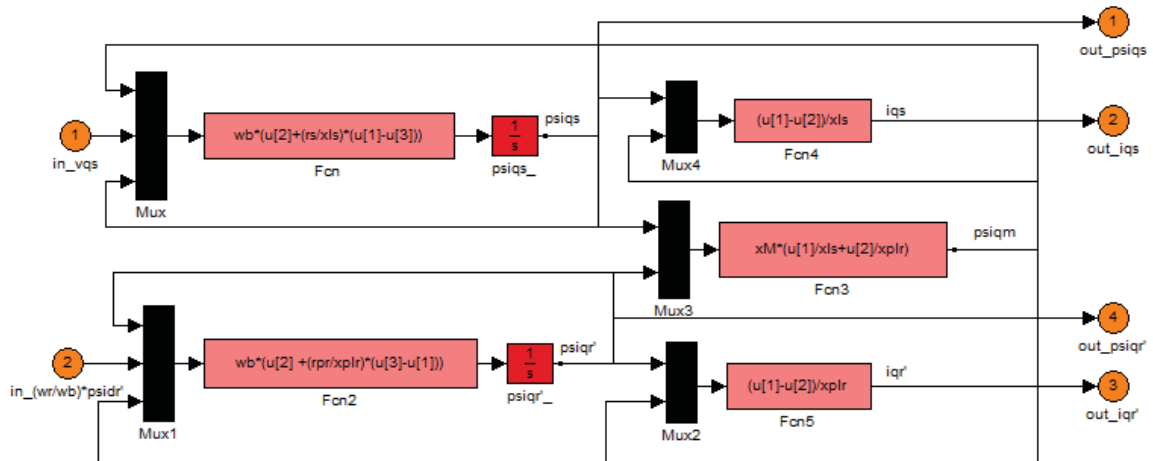 1
out_psiqs
1
in_vqs
Mux
wb*(u[2]+(rs/xls)*(u[1]-u[3]))
Fcn
1
s
psiqs_
psiqs
Mux4
(u[1]-u[2])/xls
Fcn4
iqs
2
out_iqs
Mux3
xM*(u[1]/xls+u[2]/xplr)
Fcn3
psiqm
2
in_(wr/wb)*psidr'
Mux1
wb*(u[2] +(rpr/xplr)*(u[3]-u[1]))
Fcn2
1
s
psiqr'_
psiqr'
4
out_psiqr'
Mux2
(u[1]-u[2])/xplr
Fcn5
iqr'
3
out_iqr'